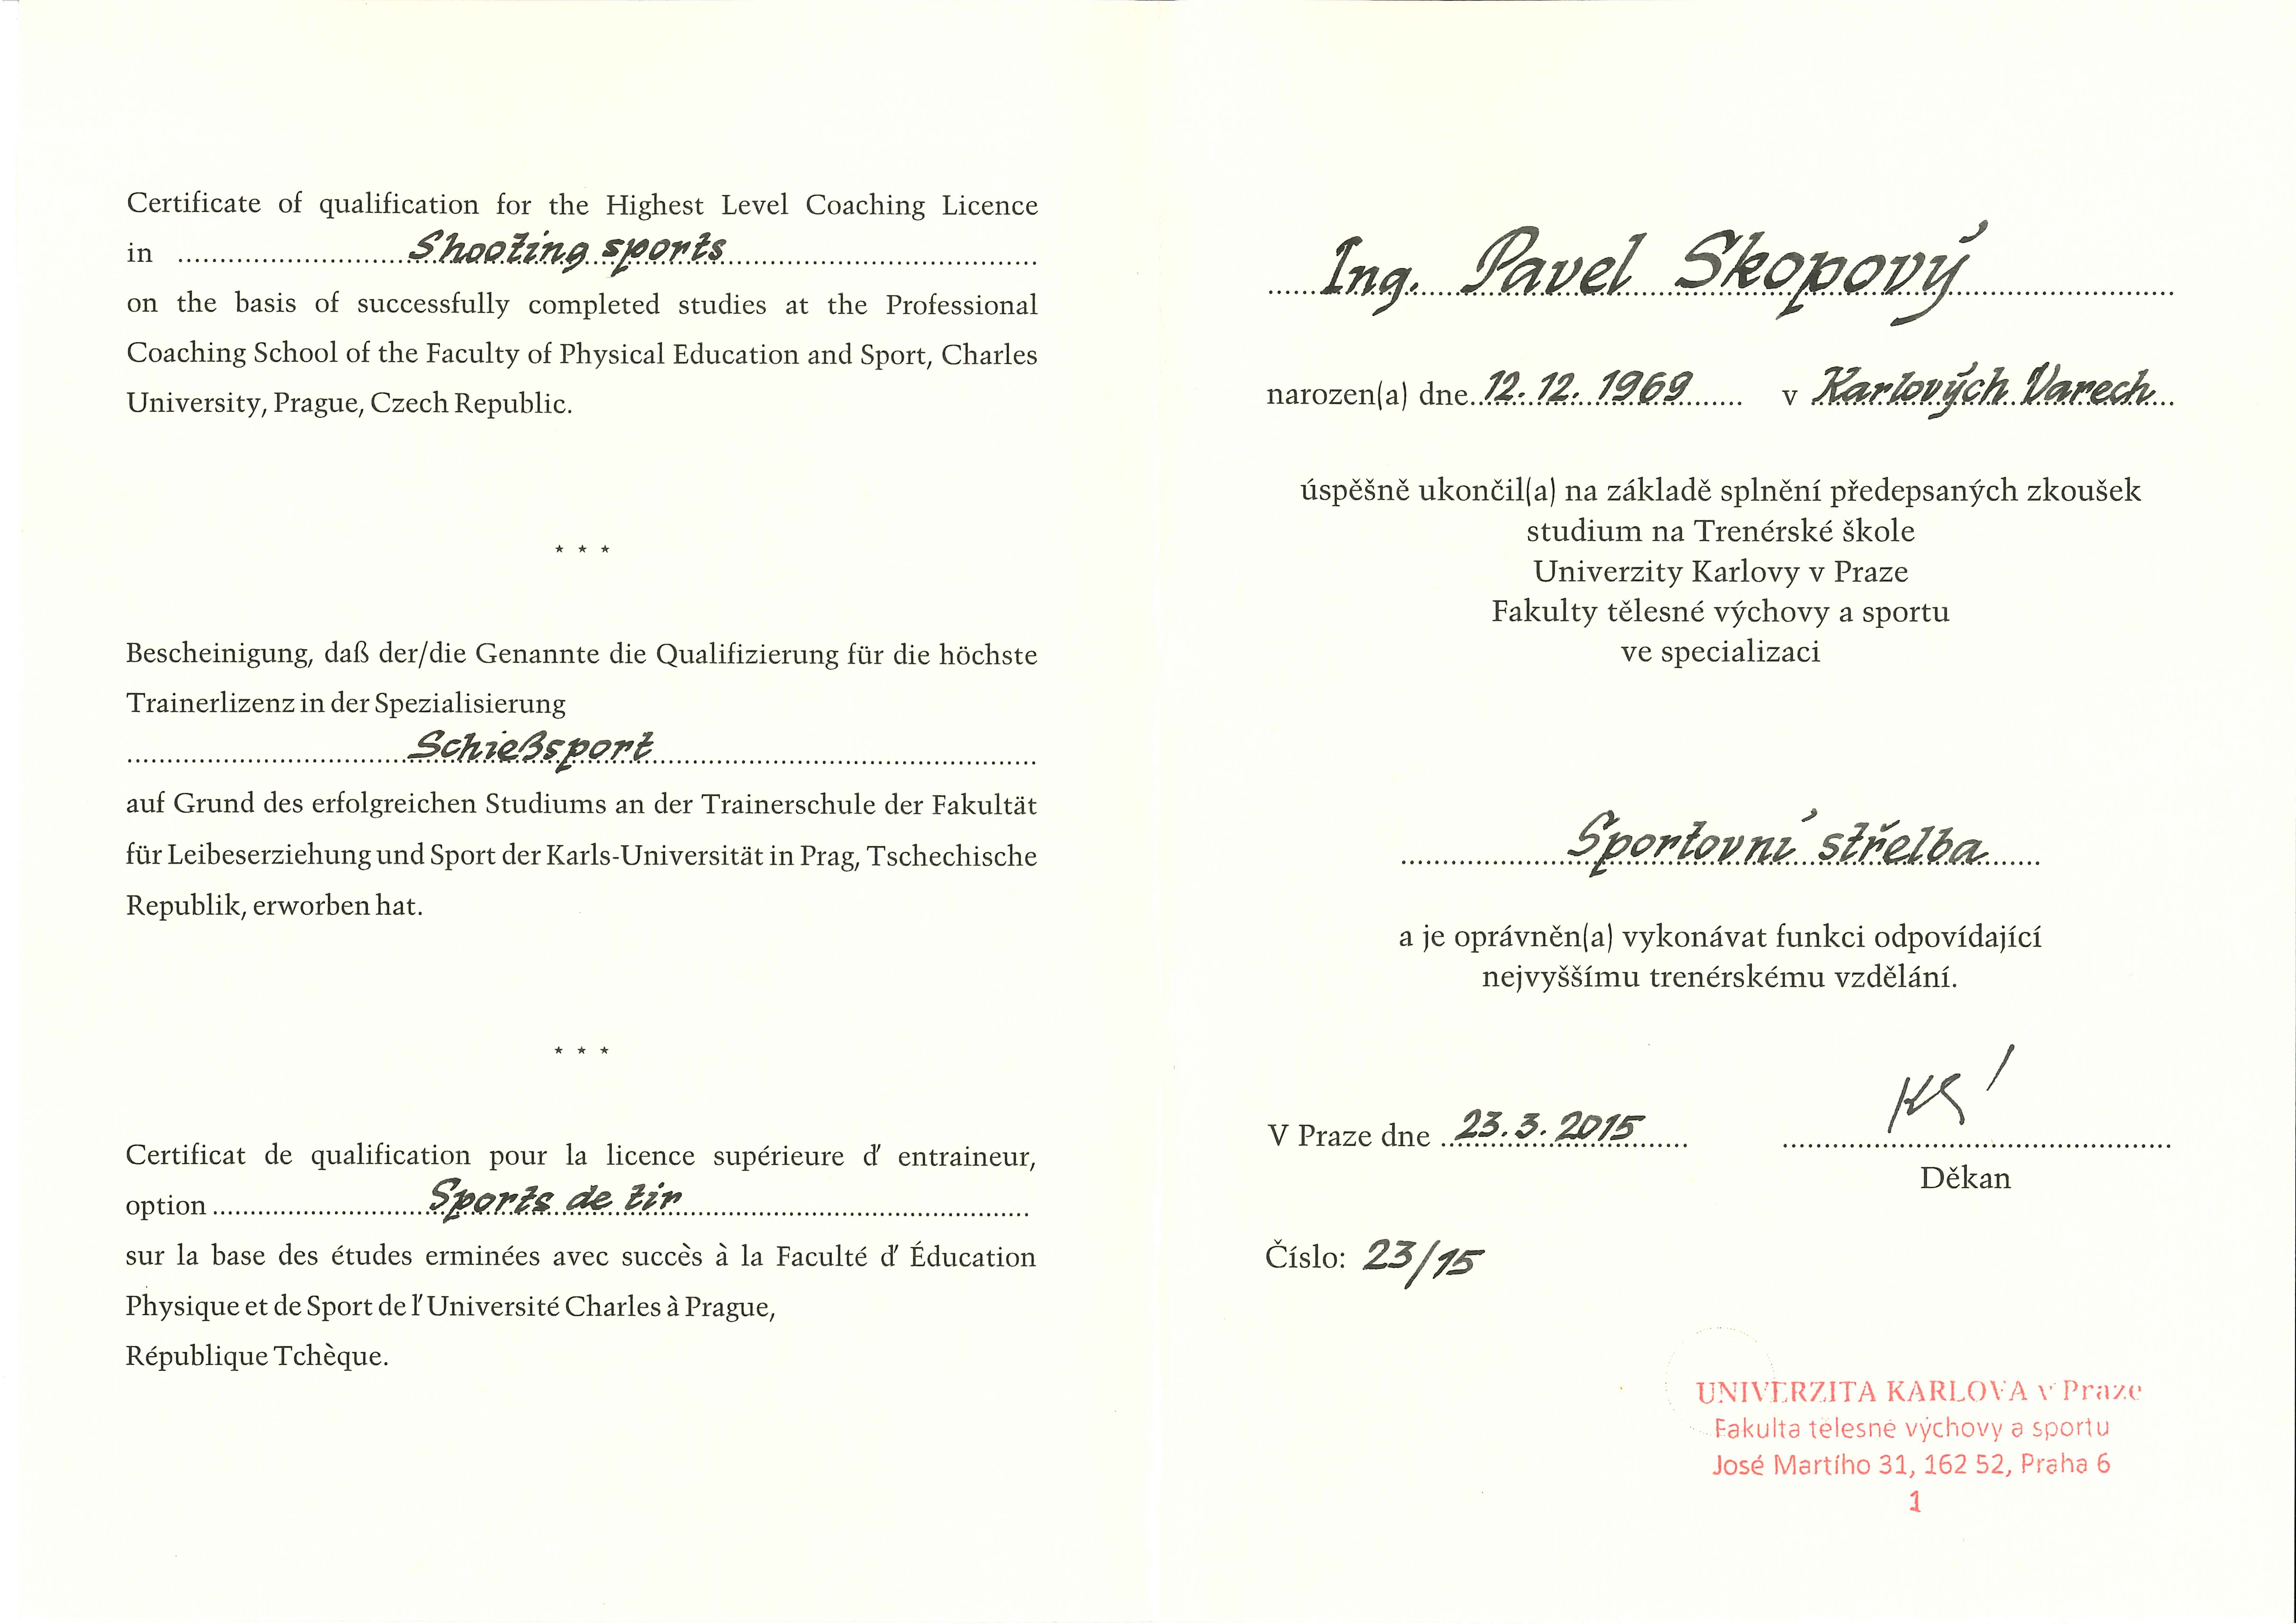 Certificate of qualification for the Highest Level Coaching Licence
in Shooting sports
on the basis of successfully completed studies at the Professional
Coaching School of the Faculty of Physical Education and Sport, Charles
University, Prague, Czech Republic.
* * *
Bescheinigung, daß der/die Genannte die Qualifizierung für die höchste
Trainerlizenz in der Spezialisierung
Schießsport
auf Grund des erfolgreichen Studiums an der Trainerschule der Fakultät
für Leibeserziehung und Sport der Karls-Universität in Prag, Tschechische
Republik, erworben hat.
* * *
Certificat de qualification pour la licence supérieure d' entraineur,
option Sports de tir
sur la base des études erminées avec succès à la Faculté d' Éducation
Physique et de Sport de l' Université Charles à Prague,
République Tchèque.
Ing. Pavel Skopový
narozen(a) dne 12. 12. 1969 v Karlových Varech
úspěšně ukončil(a) na základě splnění předepsaných zkoušek
studium na Trenérské škole
Univerzity Karlovy v Praze
Fakulty tělesné výchovy a sportu
ve specializaci
Sportovní střelba
a je oprávněn(a) vykonávat funkci odpovídající
nejvyššímu trenérskému vzdělání.
V Praze dne 23. 3. 2015
Děkan
Číslo: 23/15
UNIVERZITA KARLOVA v Praze
Fakulta tělesné výchovy a sportu
José Martího 31, 162 52, Praha 6
1